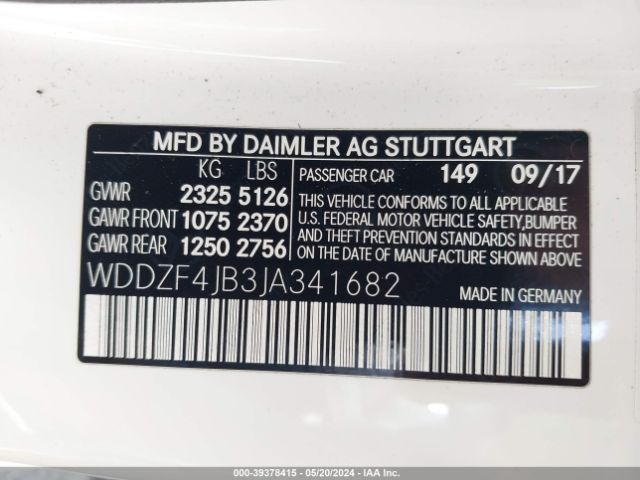 MFD BY DAIMLER AG STUTTGART
KG LBS
GVWR 2325 5126
GAWR FRONT 1075 2370
GAWR REAR 1250 2756
PASSENGER CAR 149 09/17
THIS VEHICLE CONFORMS TO ALL APPLICABLE
U.S. FEDERAL MOTOR VEHICLE SAFETY, BUMPER
AND THEFT PREVENTION STANDARDS IN EFFECT
ON THE DATE OF MANUFACTURE SHOWN ABOVE.
WDDZF4JB3JA341682
MADE IN GERMANY
000-39378415 - 05/20/2024 - IAAI.COM